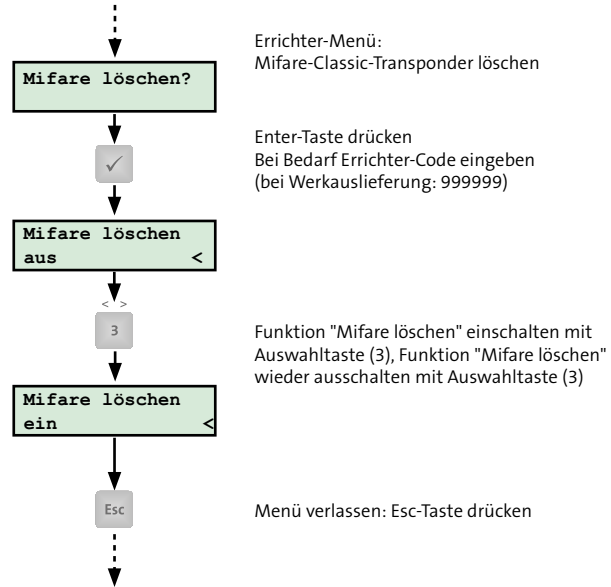 Errichter-Menü:
Mifare-Classic-Transponder löschen
Mifare löschen?
Enter-Taste drücken
Bei Bedarf Errichter-Code eingeben
(bei Werkauslieferung: 999999)
✓
Mifare löschen
aus <
< >
3
Funktion "Mifare löschen" einschalten mit
Auswahltaste (3), Funktion "Mifare löschen"
wieder ausschalten mit Auswahltaste (3)
Mifare löschen
ein <
Esc
Menü verlassen: Esc-Taste drücken